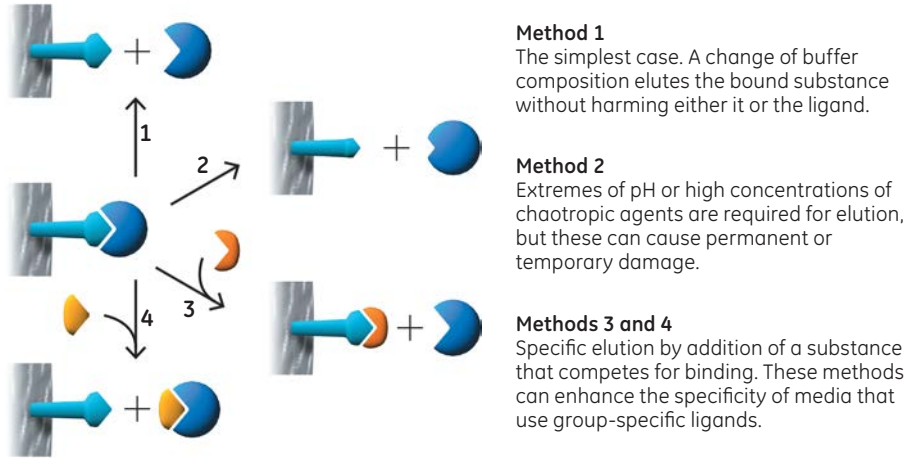 +
1
2
+
3
4
+
+
Method 1
The simplest case. A change of buffer
composition elutes the bound substance
without harming either it or the ligand.
Method 2
Extremes of pH or high concentrations of
chaotropic agents are required for elution,
but these can cause permanent or
temporary damage.
Methods 3 and 4
Specific elution by addition of a substance
that competes for binding. These methods
can enhance the specificity of media that
use group-specific ligands.